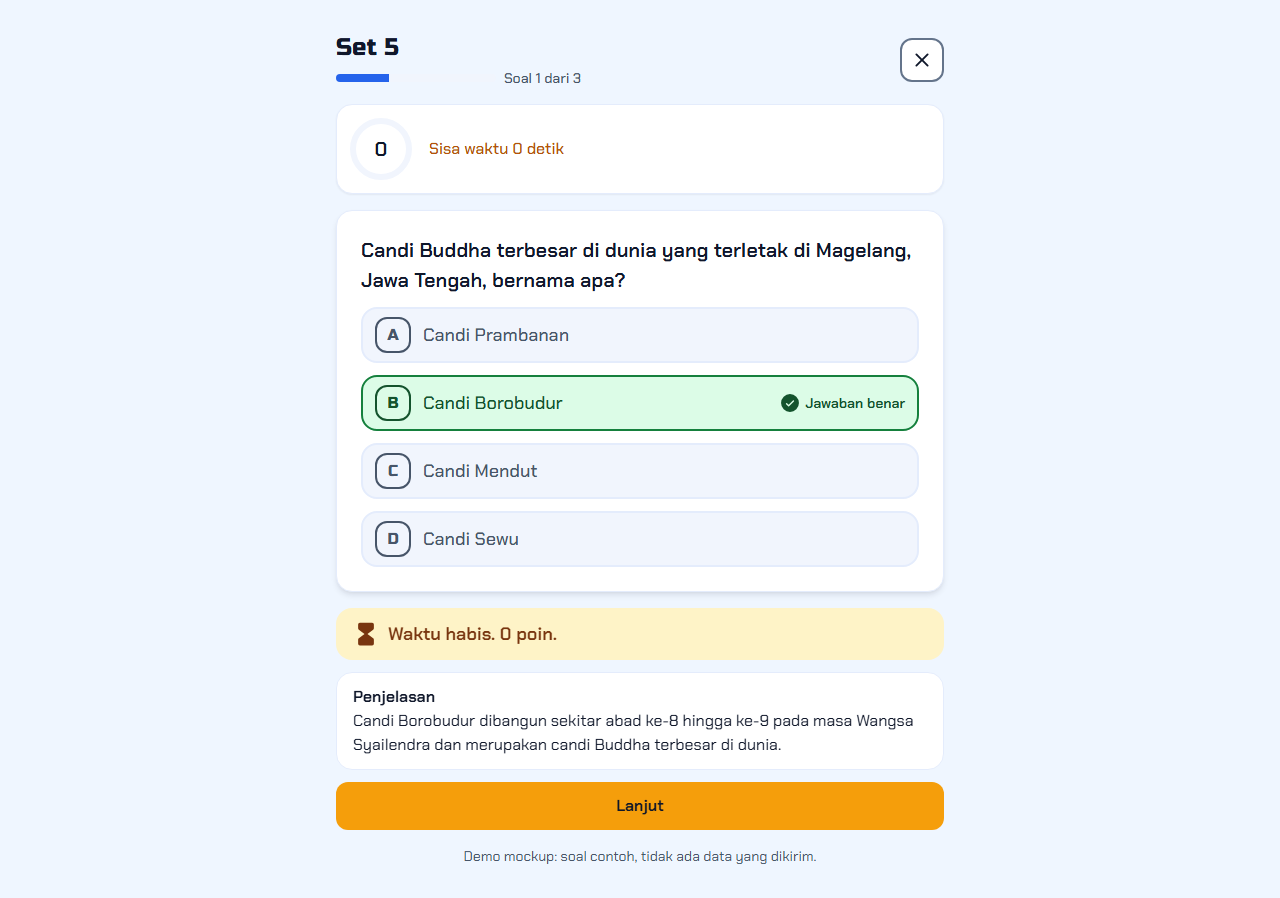 Set 5
Soal 1 dari 3
0
Sisa waktu 0 detik
Candi Buddha terbesar di dunia yang terletak di Magelang,
Jawa Tengah, bernama apa?
A Candi Prambanan
B Candi Borobudur Jawaban benar
C Candi Mendut
D Candi Sewu
Waktu habis. 0 poin.
Penjelasan
Candi Borobudur dibangun sekitar abad ke-8 hingga ke-9 pada masa Wangsa
Syailendra dan merupakan candi Buddha terbesar di dunia.
Lanjut
Demo mockup: soal contoh, tidak ada data yang dikirim.